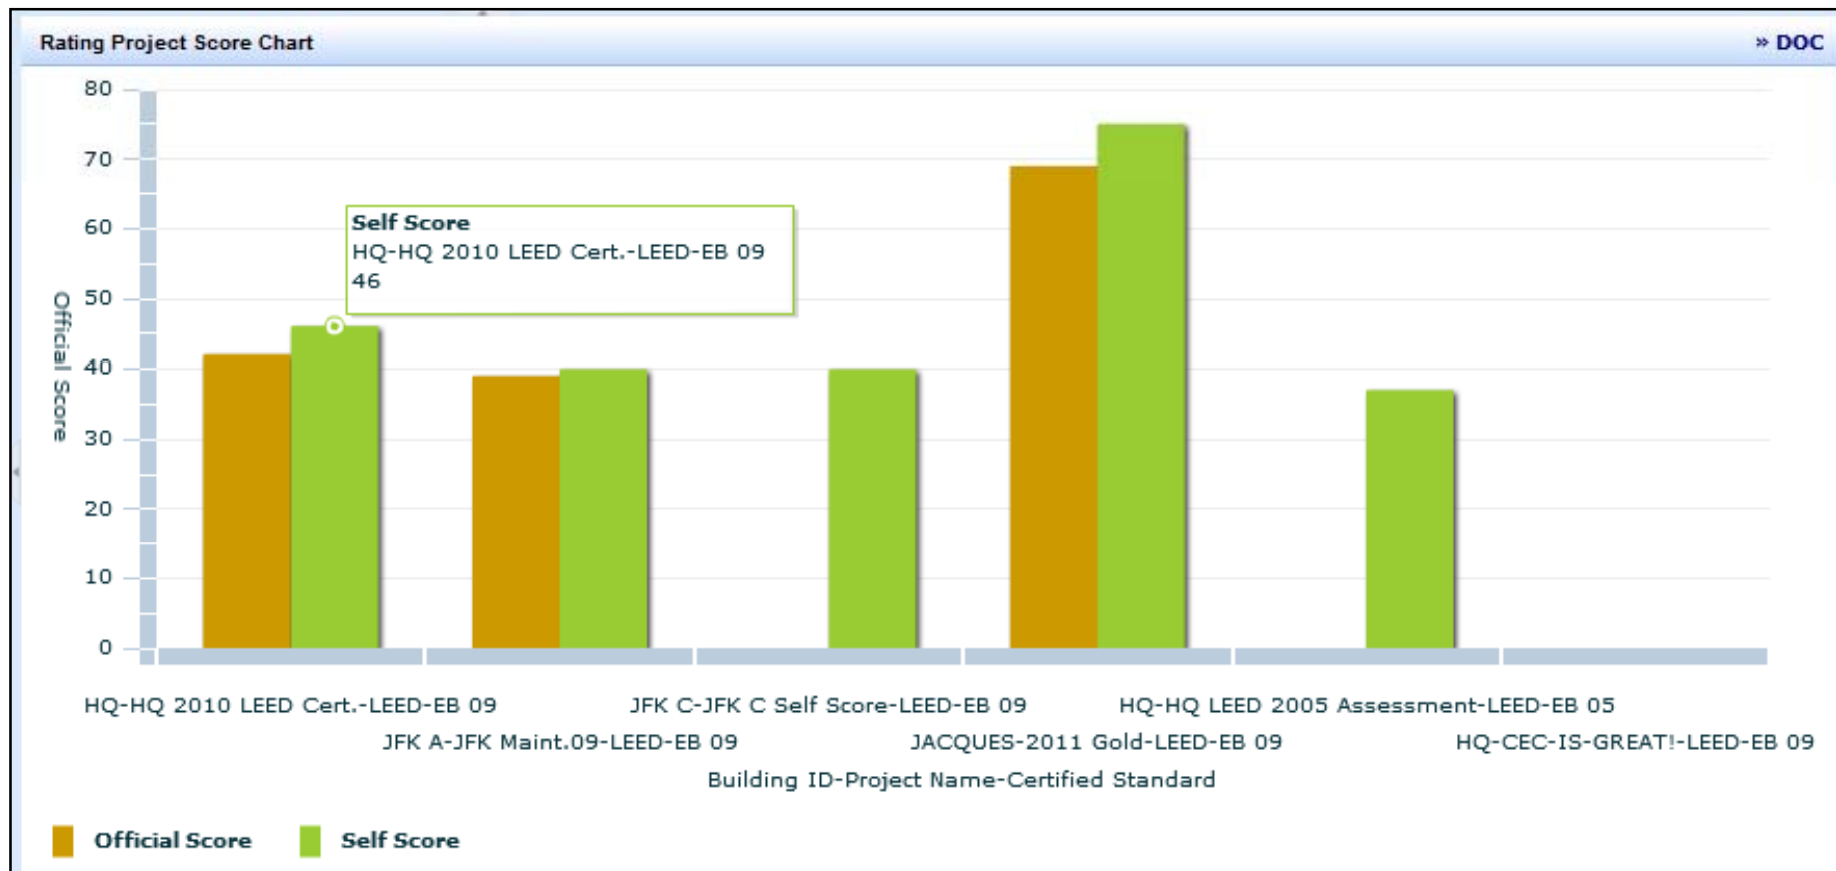 Rating Project Score Chart
» DOC
80
70
60
50
40
30
20
10
0
Official Score
Self Score
HQ-HQ 2010 LEED Cert.-LEED-EB 09
46
HQ-HQ 2010 LEED Cert.-LEED-EB 09
JFK C-JFK C Self Score-LEED-EB 09
HQ-HQ LEED 2005 Assessment-LEED-EB 05
JFK A-JFK Maint.09-LEED-EB 09
JACQUES-2011 Gold-LEED-EB 09
HQ-CEC-IS-GREAT!-LEED-EB 09
Building ID-Project Name-Certified Standard
Official Score
Self Score